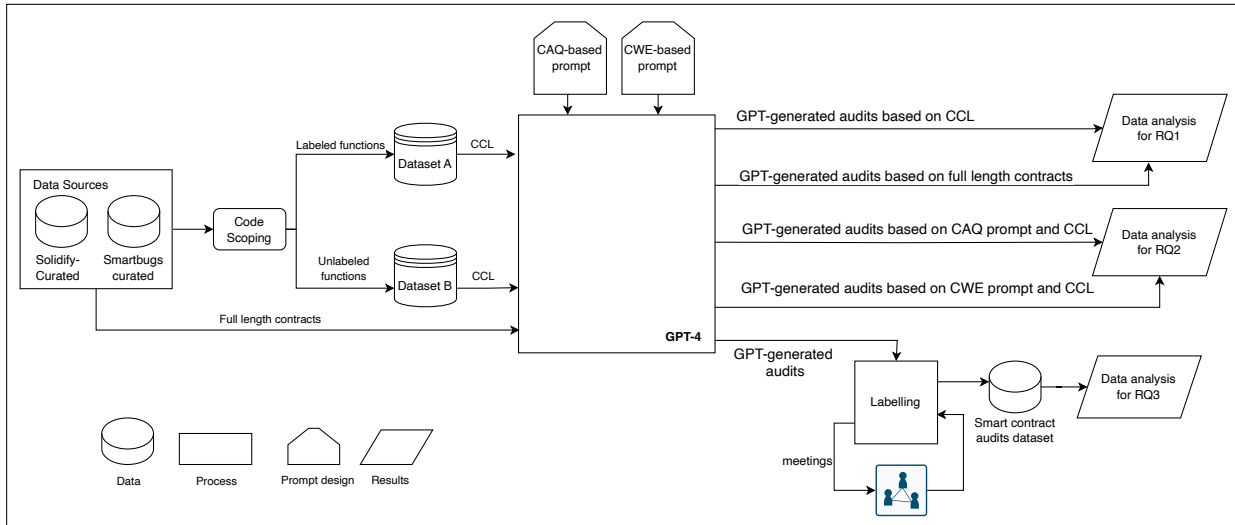 CAQ-based
prompt
CWE-based
prompt
GPT-generated audits based on CCL
Data analysis
for RQ1
Labeled functions
Dataset A
CCL
GPT-generated audits based on full length contracts
Data Sources
Solidify-
Curated
Smartbugs
curated
Code
Scoping
GPT-generated audits based on CAQ prompt and CCL
Data analysis
for RQ2
Unlabeled
functions
Dataset B
CCL
GPT-generated audits based on CWE prompt and CCL
Full length contracts
GPT-4
GPT-generated
audits
Labelling
Smart contract
audits dataset
Data analysis
for RQ3
meetings
Data
Process
Prompt design
Results